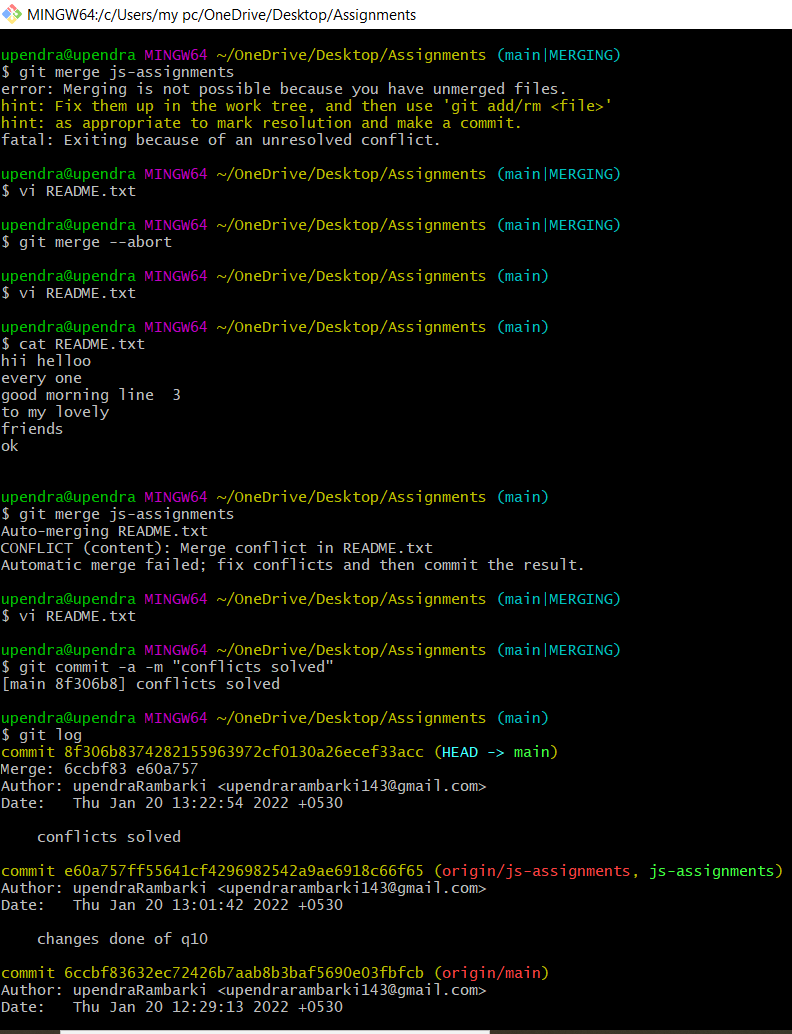 MINGW64:/c/Users/my pc/OneDrive/Desktop/Assignments
upendra@upendra MINGW64 ~/OneDrive/Desktop/Assignments (main|MERGING)
$ git merge js-assignments
error: Merging is not possible because you have unmerged files.
hint: Fix them up in the work tree, and then use 'git add/rm <file>'
hint: as appropriate to mark resolution and make a commit.
fatal: Exiting because of an unresolved conflict.
upendra@upendra MINGW64 ~/OneDrive/Desktop/Assignments (main|MERGING)
$ vi README.txt
upendra@upendra MINGW64 ~/OneDrive/Desktop/Assignments (main|MERGING)
$ git merge --abort
upendra@upendra MINGW64 ~/OneDrive/Desktop/Assignments (main)
$ vi README.txt
upendra@upendra MINGW64 ~/OneDrive/Desktop/Assignments (main)
$ cat README.txt
hii helloo
every one
good morning line  3
to my lovely
friends
ok
upendra@upendra MINGW64 ~/OneDrive/Desktop/Assignments (main)
$ git merge js-assignments
Auto-merging README.txt
CONFLICT (content): Merge conflict in README.txt
Automatic merge failed; fix conflicts and then commit the result.
upendra@upendra MINGW64 ~/OneDrive/Desktop/Assignments (main|MERGING)
$ vi README.txt
upendra@upendra MINGW64 ~/OneDrive/Desktop/Assignments (main|MERGING)
$ git commit -a -m "conflicts solved"
[main 8f306b8] conflicts solved
upendra@upendra MINGW64 ~/OneDrive/Desktop/Assignments (main)
$ git log
commit 8f306b8374282155963972cf0130a26ecef33acc (HEAD -> main)
Merge: 6ccbf83 e60a757
Author: upendraRambarki <upendrarambarki143@gmail.com>
Date:   Thu Jan 20 13:22:54 2022 +0530
    conflicts solved
commit e60a757ff55641cf4296982542a9ae6918c66f65 (origin/js-assignments, js-assignments)
Author: upendraRambarki <upendrarambarki143@gmail.com>
Date:   Thu Jan 20 13:01:42 2022 +0530
    changes done of q10
commit 6ccbf83632ec72426b7aab8b3baf5690e03fbfcb (origin/main)
Author: upendraRambarki <upendrarambarki143@gmail.com>
Date:   Thu Jan 20 12:29:13 2022 +0530